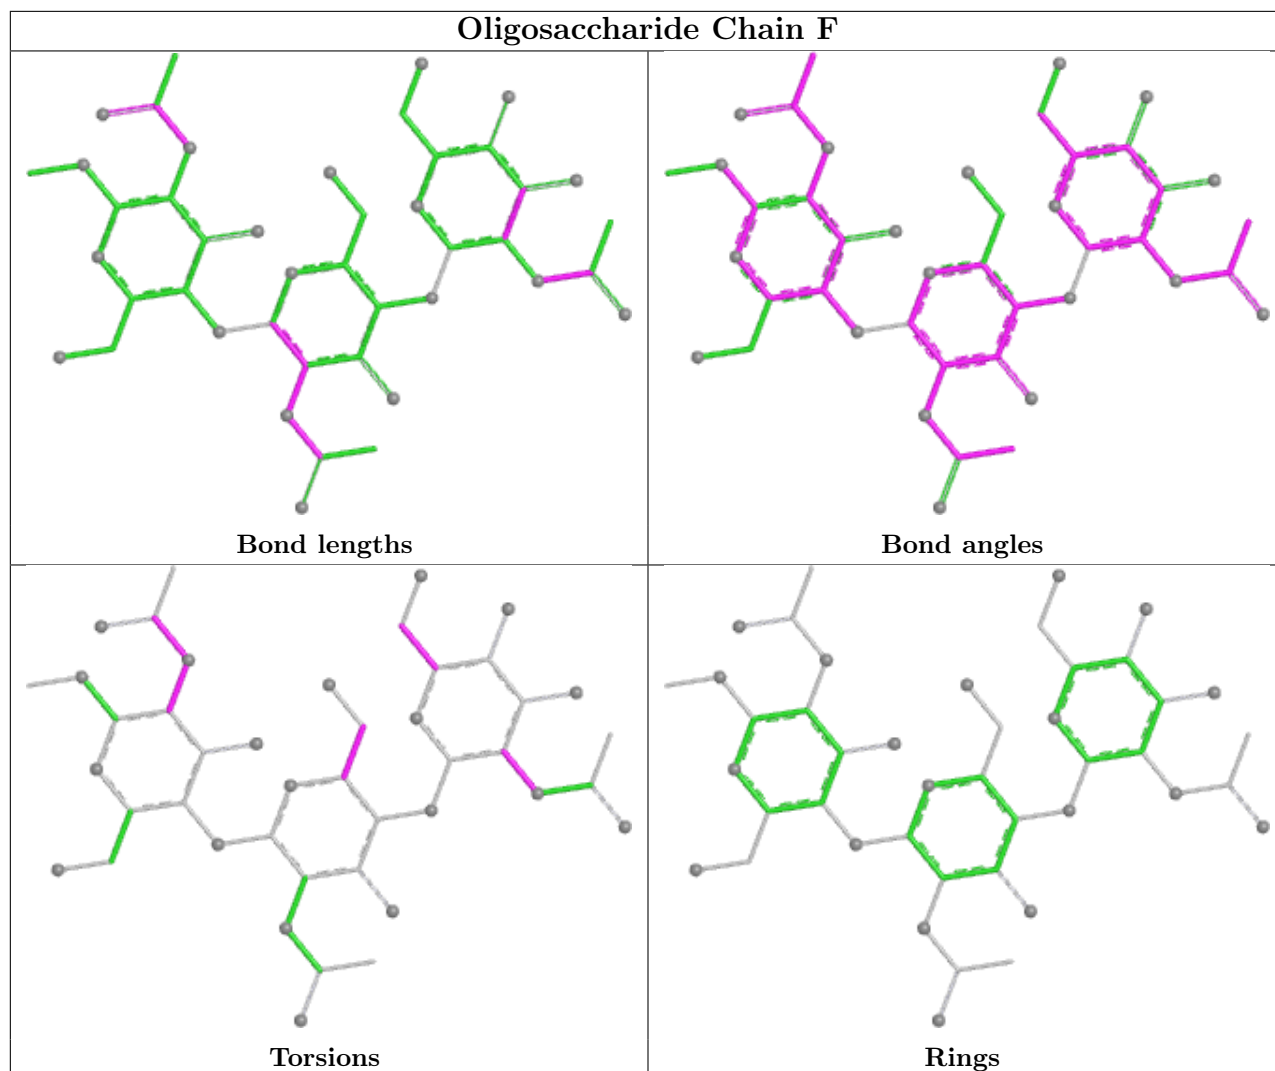 Oligosaccharide Chain F
Bond lengths
Bond angles
Torsions
Rings